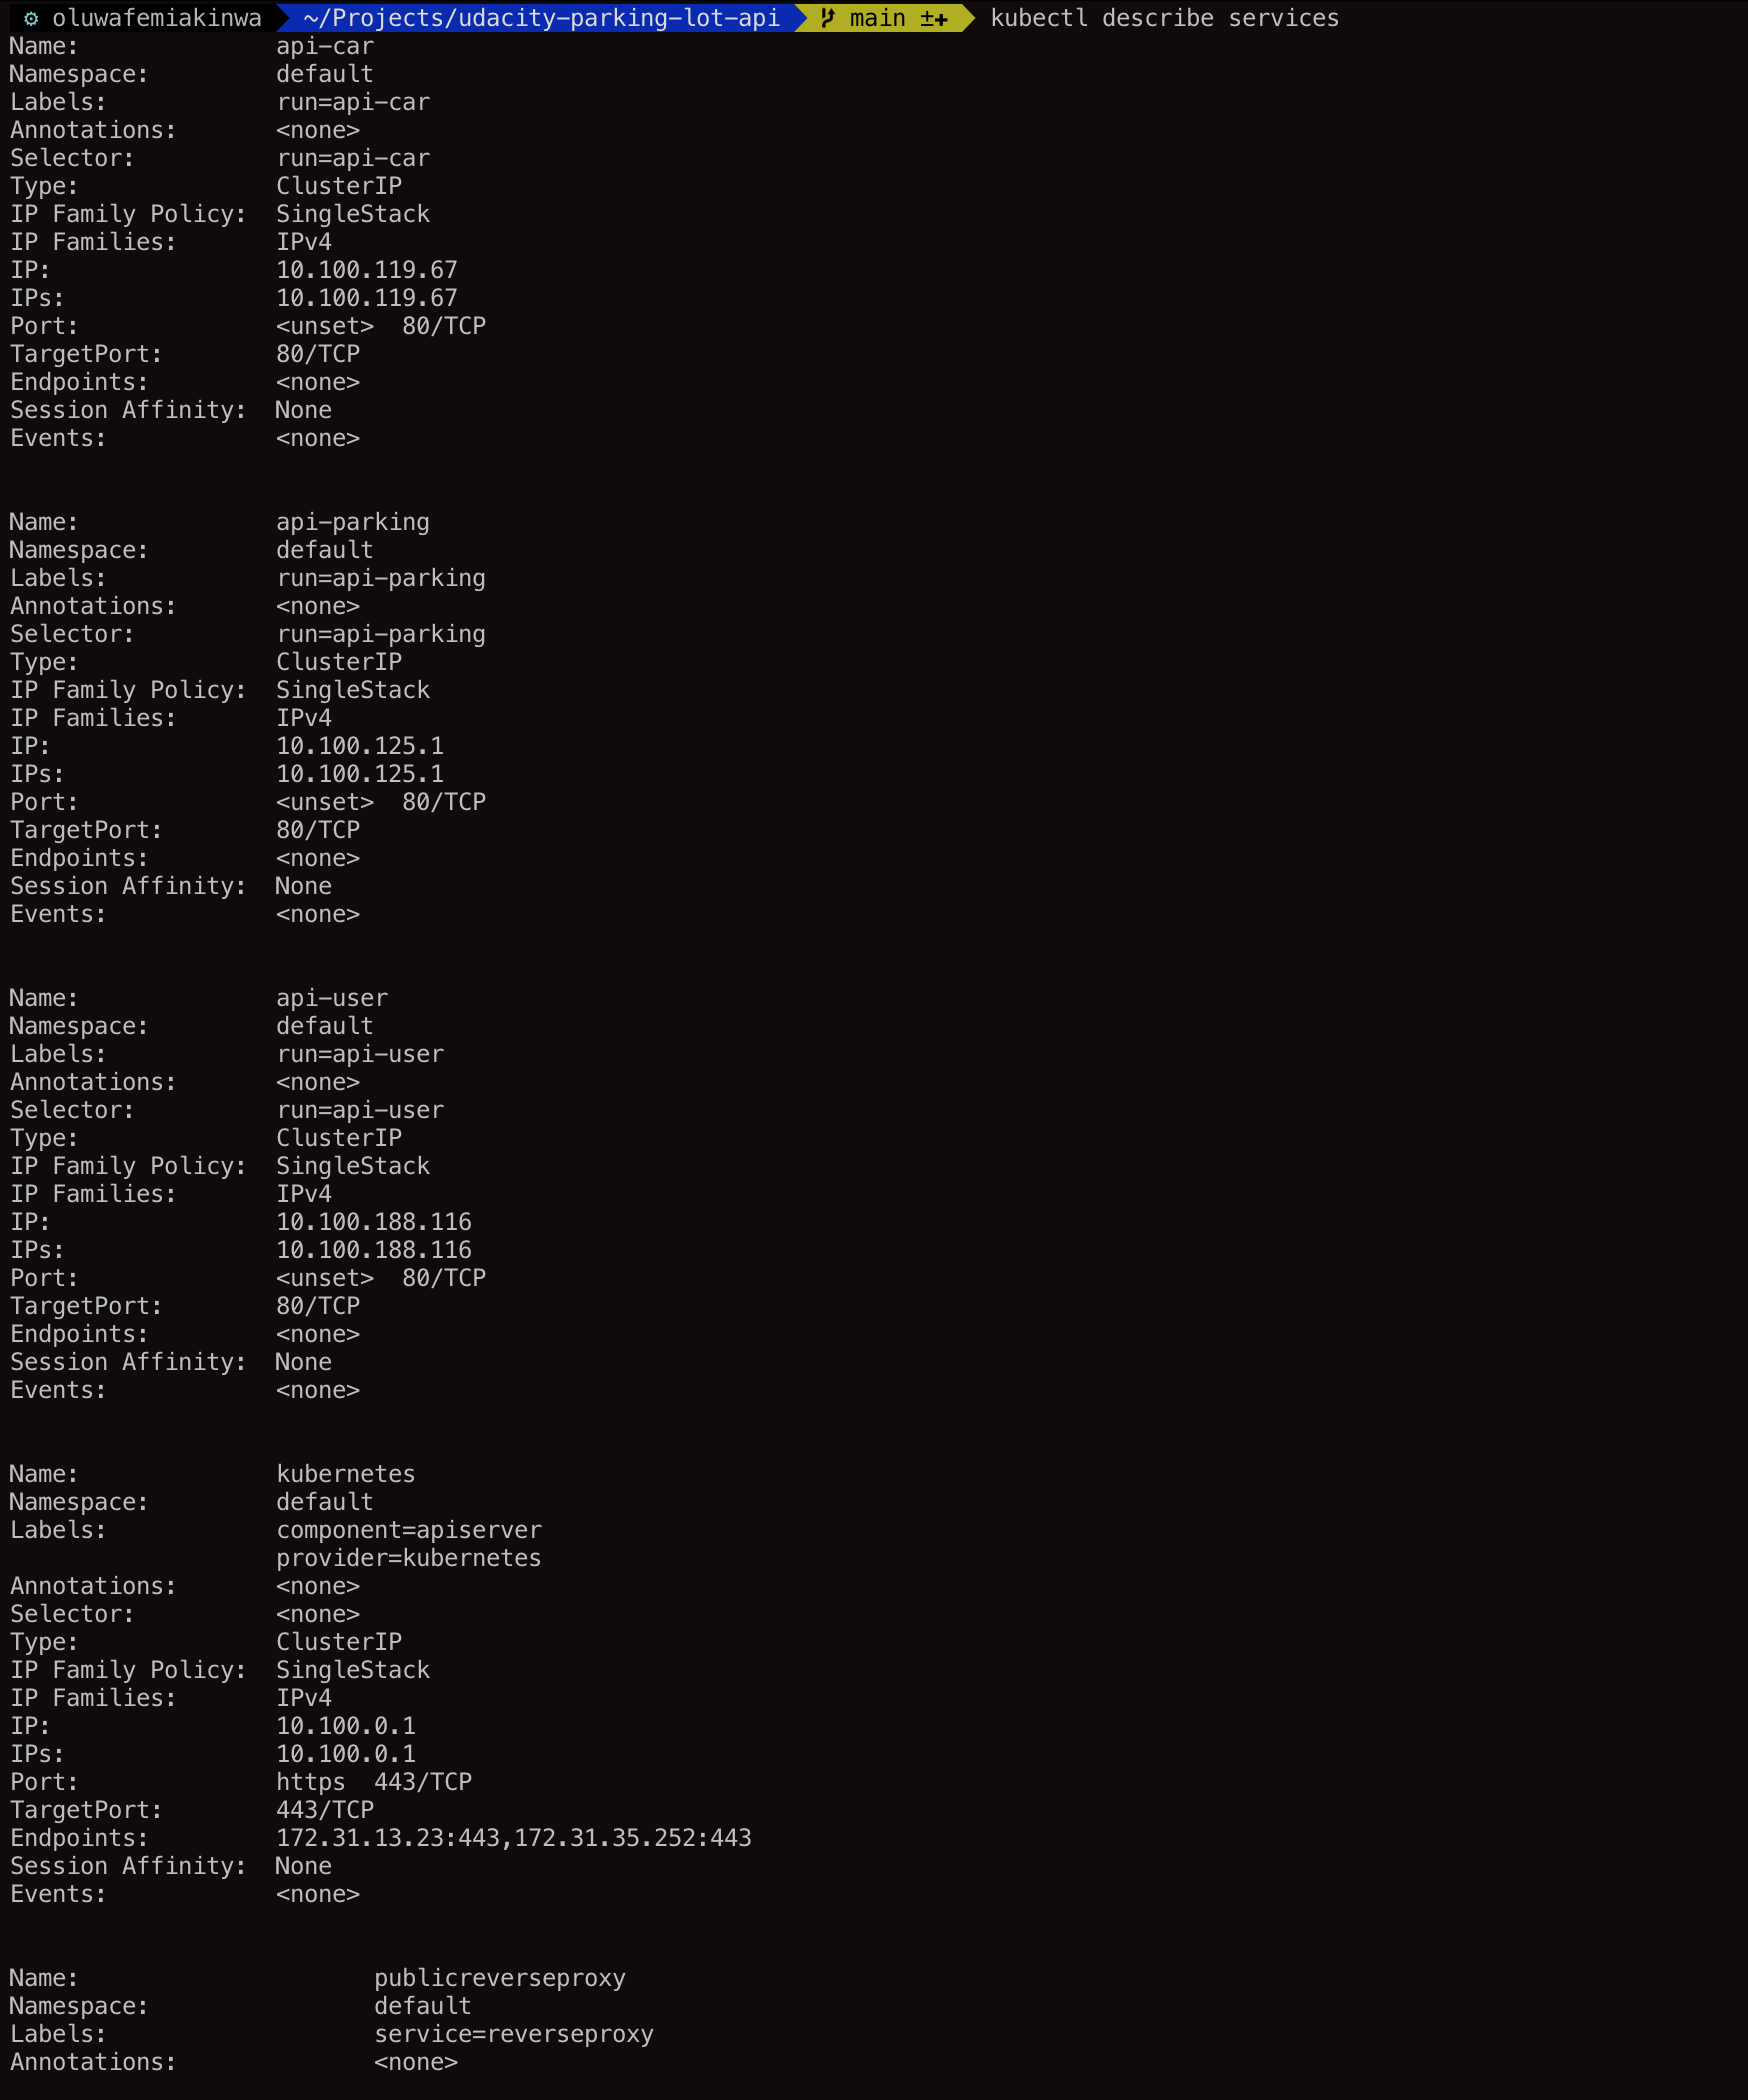 ⚙ oluwafemiakinwa ~/Projects/udacity-parking-lot-api main ±✚ kubectl describe services
Name:              api-car
Namespace:         default
Labels:            run=api-car
Annotations:       <none>
Selector:          run=api-car
Type:              ClusterIP
IP Family Policy:  SingleStack
IP Families:       IPv4
IP:                10.100.119.67
IPs:               10.100.119.67
Port:              <unset>  80/TCP
TargetPort:        80/TCP
Endpoints:         <none>
Session Affinity:  None
Events:            <none>
Name:              api-parking
Namespace:         default
Labels:            run=api-parking
Annotations:       <none>
Selector:          run=api-parking
Type:              ClusterIP
IP Family Policy:  SingleStack
IP Families:       IPv4
IP:                10.100.125.1
IPs:               10.100.125.1
Port:              <unset>  80/TCP
TargetPort:        80/TCP
Endpoints:         <none>
Session Affinity:  None
Events:            <none>
Name:              api-user
Namespace:         default
Labels:            run=api-user
Annotations:       <none>
Selector:          run=api-user
Type:              ClusterIP
IP Family Policy:  SingleStack
IP Families:       IPv4
IP:                10.100.188.116
IPs:               10.100.188.116
Port:              <unset>  80/TCP
TargetPort:        80/TCP
Endpoints:         <none>
Session Affinity:  None
Events:            <none>
Name:              kubernetes
Namespace:         default
Labels:            component=apiserver
                   provider=kubernetes
Annotations:       <none>
Selector:          <none>
Type:              ClusterIP
IP Family Policy:  SingleStack
IP Families:       IPv4
IP:                10.100.0.1
IPs:               10.100.0.1
Port:              https  443/TCP
TargetPort:        443/TCP
Endpoints:         172.31.13.23:443,172.31.35.252:443
Session Affinity:  None
Events:            <none>
Name:                     publicreverseproxy
Namespace:                default
Labels:                   service=reverseproxy
Annotations:              <none>